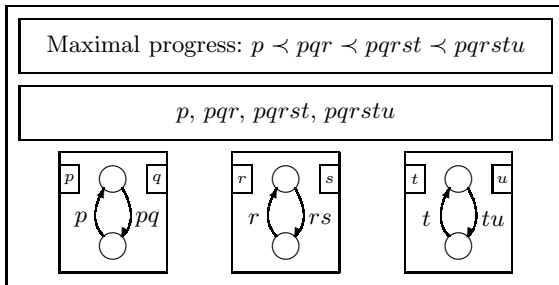 Maximal progress: p ≺ pqr ≺ pqrst ≺ pqrstu
p, pqr, pqrst, pqrstu
p q r s t u
p pq r rs t tu